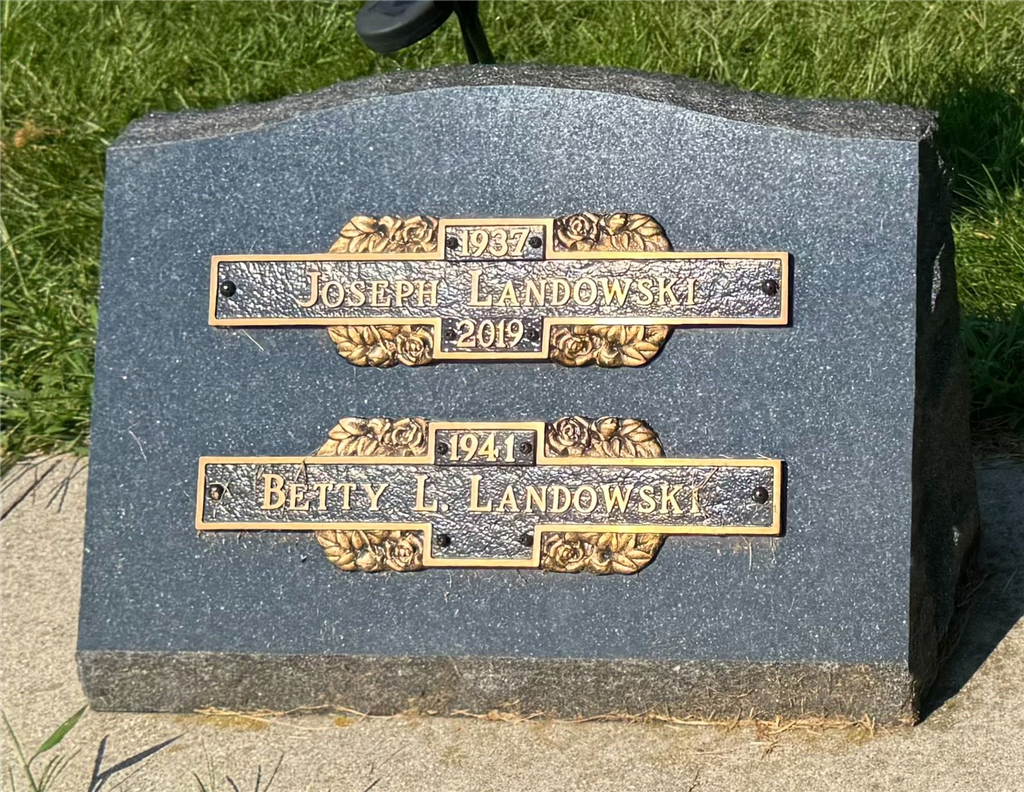 1937
JOSEPH LANDOWSKI
2019
1941
BETTY L. LANDOWSKI